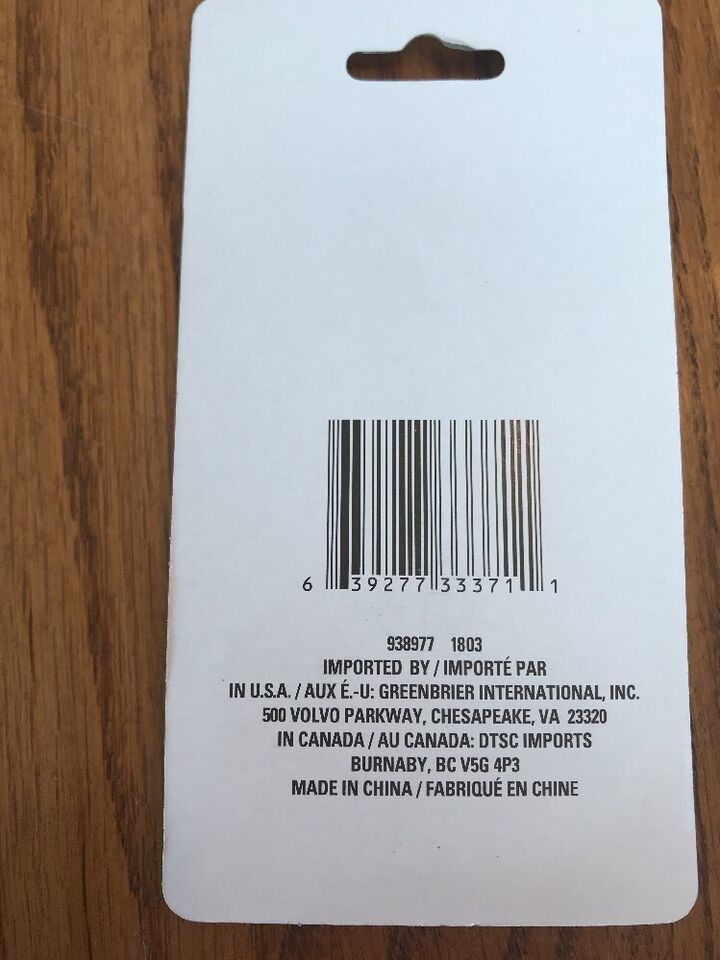 6 39277 33371 1
938977 1803
IMPORTED BY / IMPORTÉ PAR
IN U.S.A. / AUX É.-U: GREENBRIER INTERNATIONAL, INC.
500 VOLVO PARKWAY, CHESAPEAKE, VA 23320
IN CANADA / AU CANADA: DTSC IMPORTS
BURNABY, BC V5G 4P3
MADE IN CHINA / FABRIQUÉ EN CHINE